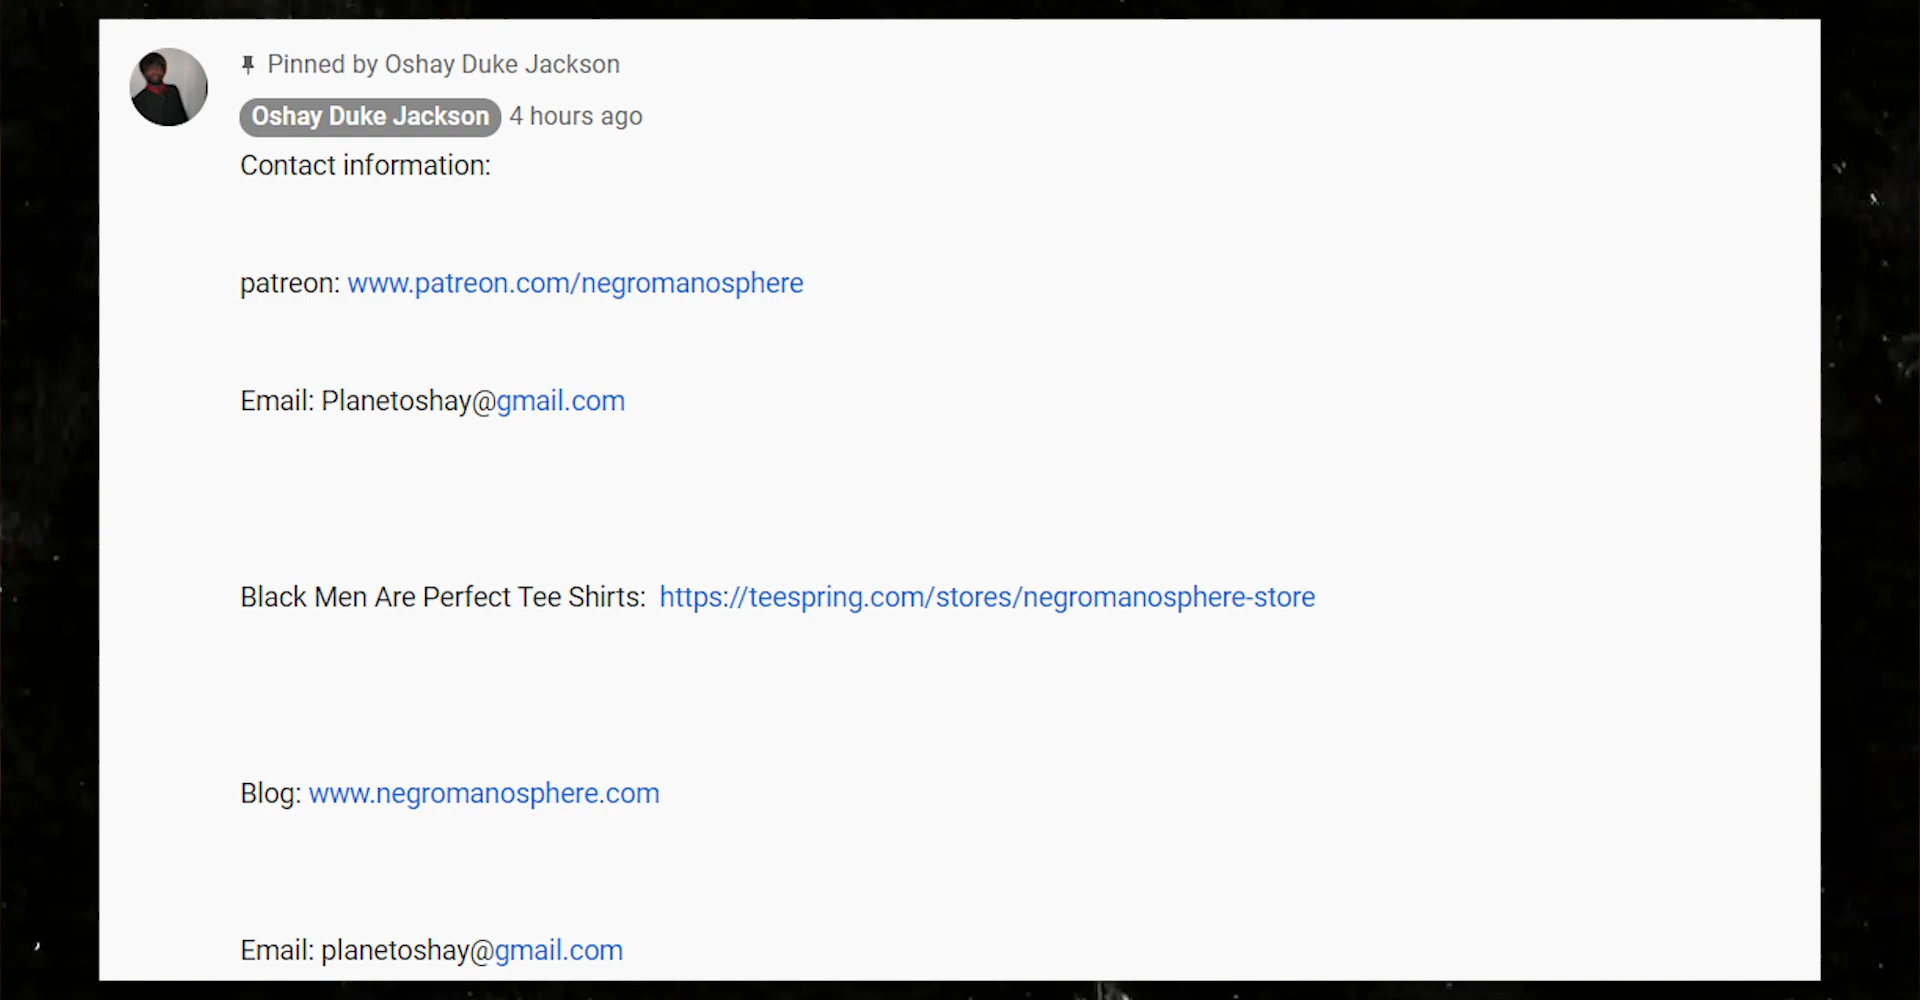 Pinned by Oshay Duke Jackson
Oshay Duke Jackson 4 hours ago
Contact information:
patreon: www.patreon.com/negromanosphere
Email: Planetoshay@gmail.com
Black Men Are Perfect Tee Shirts: https://teespring.com/stores/negromanosphere-store
Blog: www.negromanosphere.com
Email: planetoshay@gmail.com